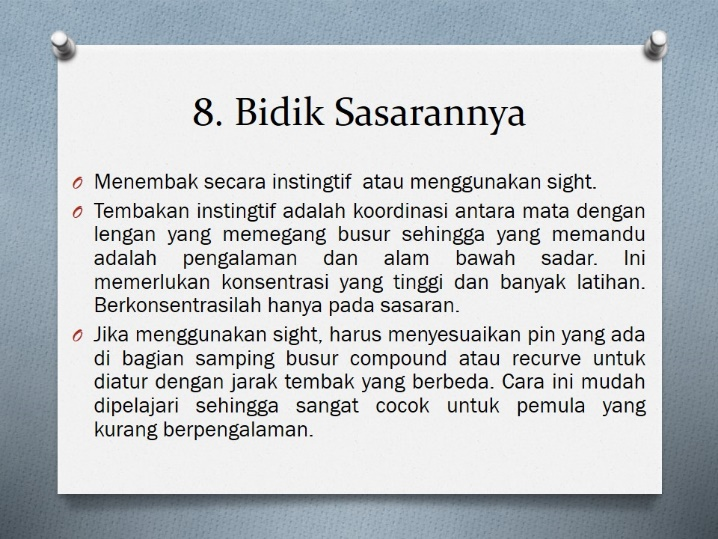 8. Bidik Sasarannya
Menembak secara instingtif atau menggunakan sight.
Tembakan instingtif adalah koordinasi antara mata dengan
lengan yang memegang busur sehingga yang memandu
adalah pengalaman dan alam bawah sadar. Ini
memerlukan konsentrasi yang tinggi dan banyak latihan.
Berkonsentrasilah hanya pada sasaran.
Jika menggunakan sight, harus menyesuaikan pin yang ada
di bagian samping busur compound atau recurve untuk
diatur dengan jarak tembak yang berbeda. Cara ini mudah
dipelajari sehingga sangat cocok untuk pemula yang
kurang berpengalaman.